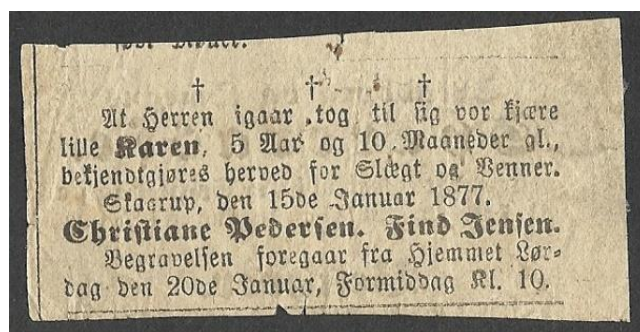 † † †
At Herren igaar tog til sig vor kjære
lille Karen, 5 Aar og 10 Maaneder gl.,
bekjendtgjøres herved for Slægt og Venner.
Skaarup, den 15de Januar 1877.
Christiane Pedersen. Find Jensen.
Begravelsen foregaar fra Hjemmet Lør-
dag den 20de Januar, Formiddag Kl. 10.